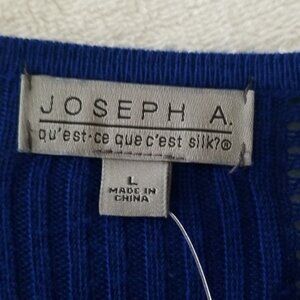 JOSEPH A.
qu'est-ce que c'est silk?®
L
MADE IN
CHINA